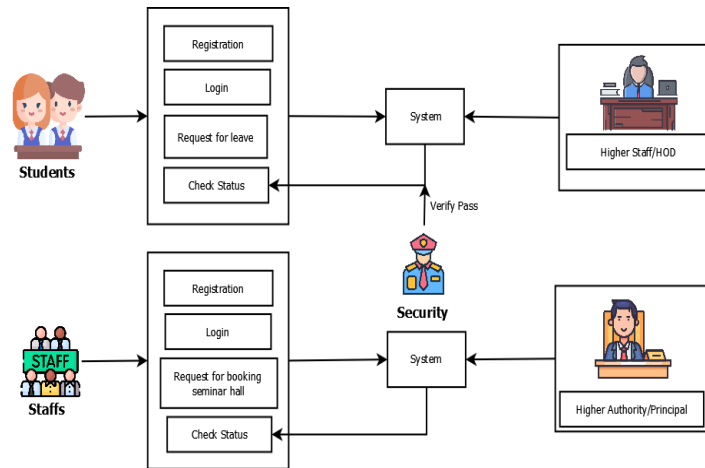 Registration
Login
Request for leave
Check Status
Students
System
Higher Staff/HOD
Verify Pass
Security
Registration
Login
Request for booking
seminar hall
Check Status
STAFF
Staffs
System
Higher Authority/Principal